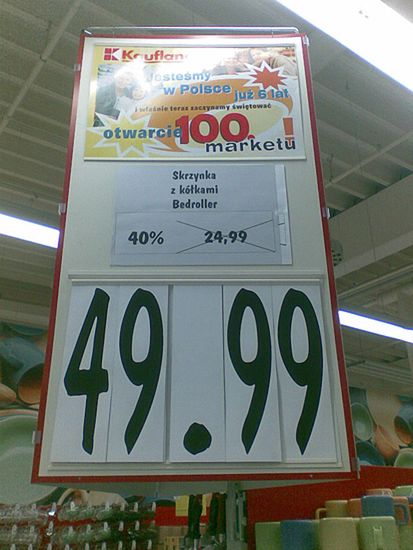 Kaufland
Jesteśmy
w Polsce już 6 lat
i właśnie teraz zaczynamy świętować
otwarcie 100.
marketu !
Skrzynka
z kółkami
Bedroller
40% 24,99
49.99